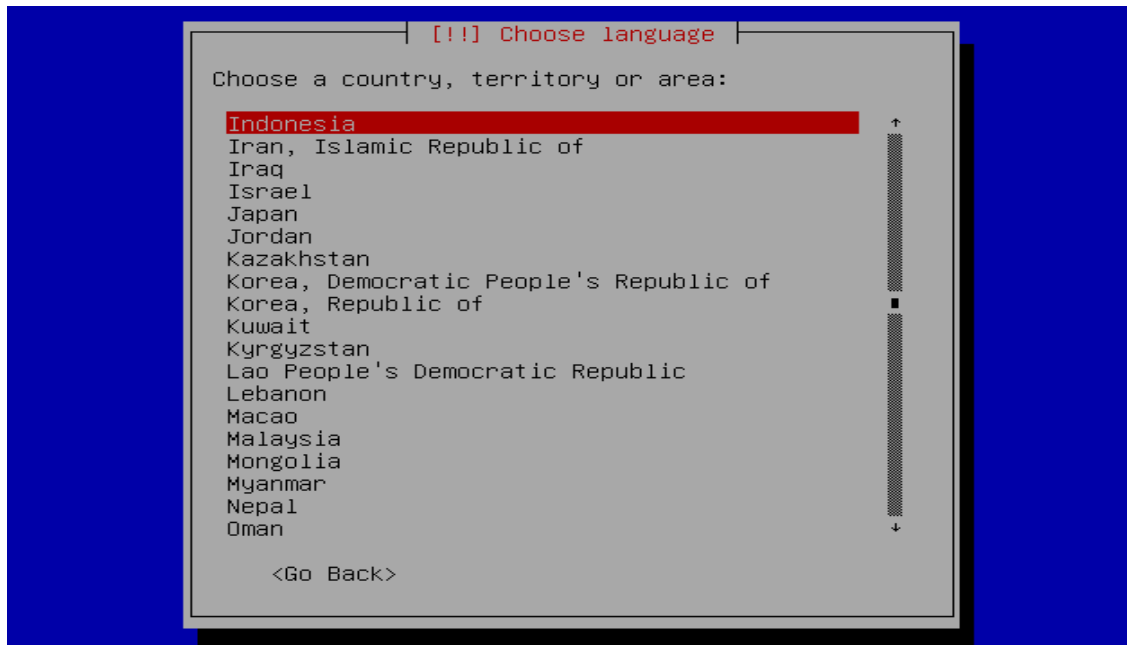 [!!] Choose language
Choose a country, territory or area:
Indonesia
Iran, Islamic Republic of
Iraq
Israel
Japan
Jordan
Kazakhstan
Korea, Democratic People's Republic of
Korea, Republic of
Kuwait
Kyrgyzstan
Lao People's Democratic Republic
Lebanon
Macao
Malaysia
Mongolia
Myanmar
Nepal
Oman
<Go Back>